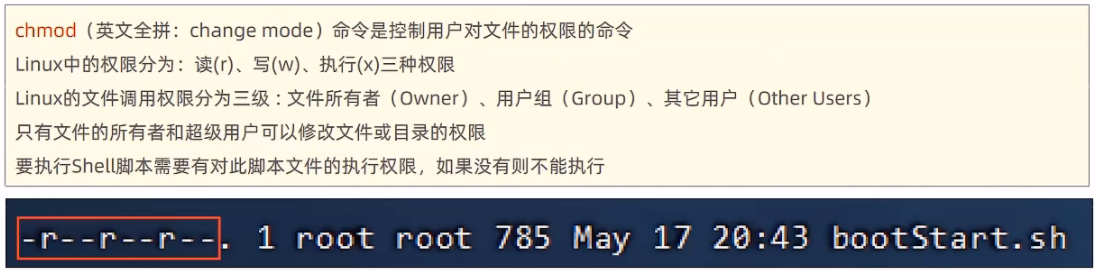 chmod（英文全拼：change mode）命令是控制用户对文件的权限的命令
Linux中的权限分为：读(r)、写(w)、执行(x)三种权限
Linux的文件调用权限分为三级 : 文件所有者（Owner）、用户组（Group）、其它用户（Other Users）
只有文件的所有者和超级用户可以修改文件或目录的权限
要执行Shell脚本需要有对此脚本文件的执行权限，如果没有则不能执行
-r--r--r--. 1 root root 785 May 17 20:43 bootStart.sh